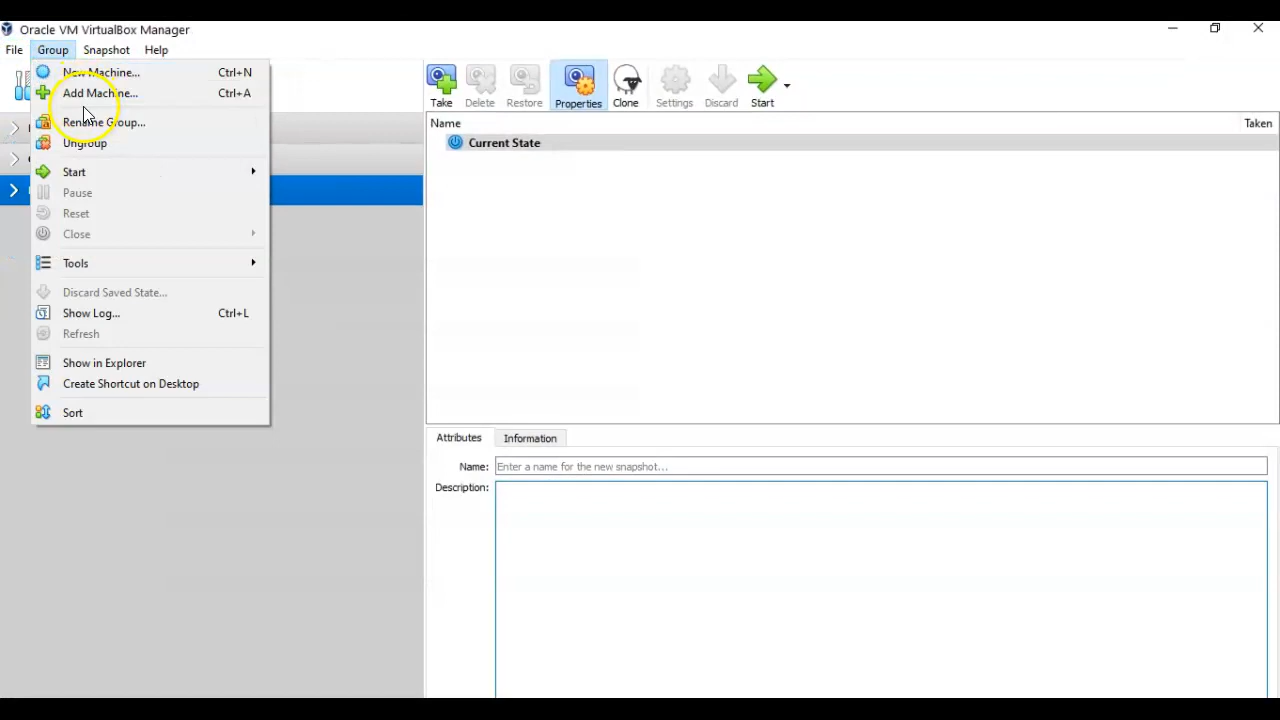 Oracle VM VirtualBox Manager
File Group Snapshot Help
New Machine... Ctrl+N
Add Machine... Ctrl+A
Rename Group...
Ungroup
Start
Pause
Reset
Close
Tools
Discard Saved State...
Show Log... Ctrl+L
Refresh
Show in Explorer
Create Shortcut on Desktop
Sort
Take Delete Restore Properties Clone Settings Discard Start
Name Taken
Current State
Attributes Information
Name: Enter a name for the new snapshot...
Description: